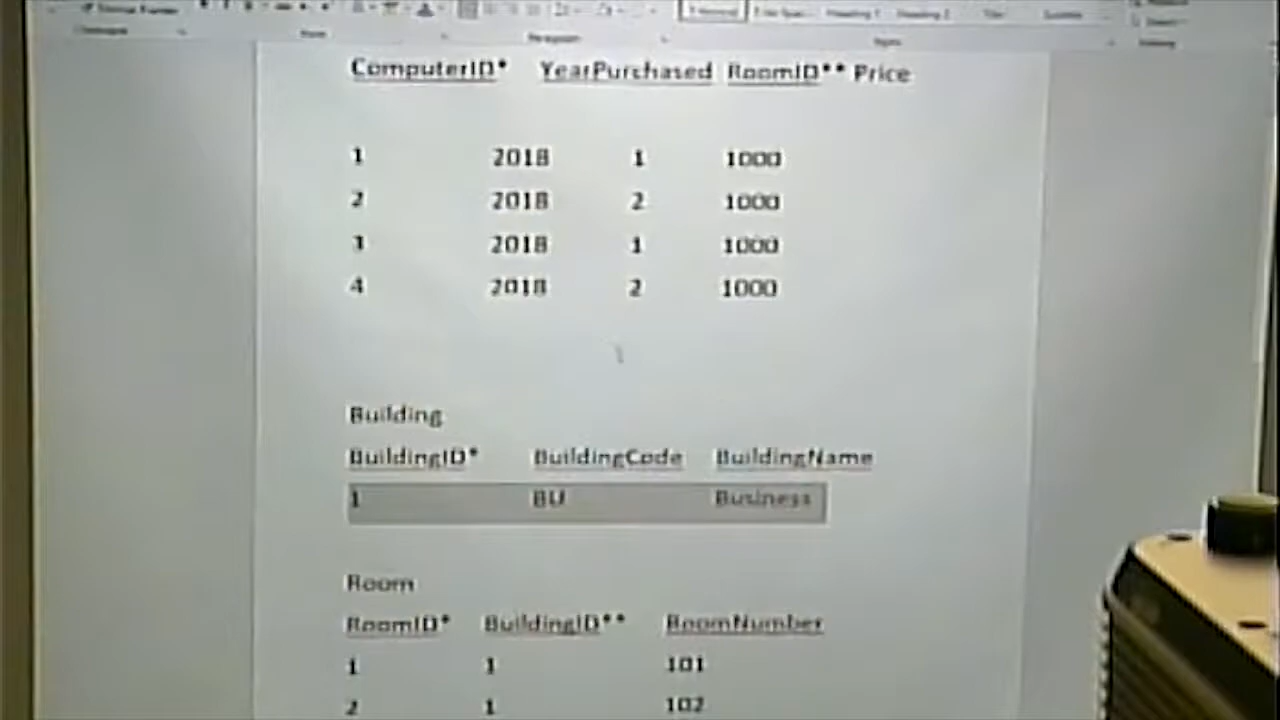 ComputerID* YearPurchased RoomID** Price
1 2018 1 1000
2 2018 2 1000
3 2018 1 1000
4 2018 2 1000
Building
BuildingID* BuildingCode BuildingName
1 BU Business
Room
RoomID* BuildingID** RoomNumber
1 1 101
2 1 102